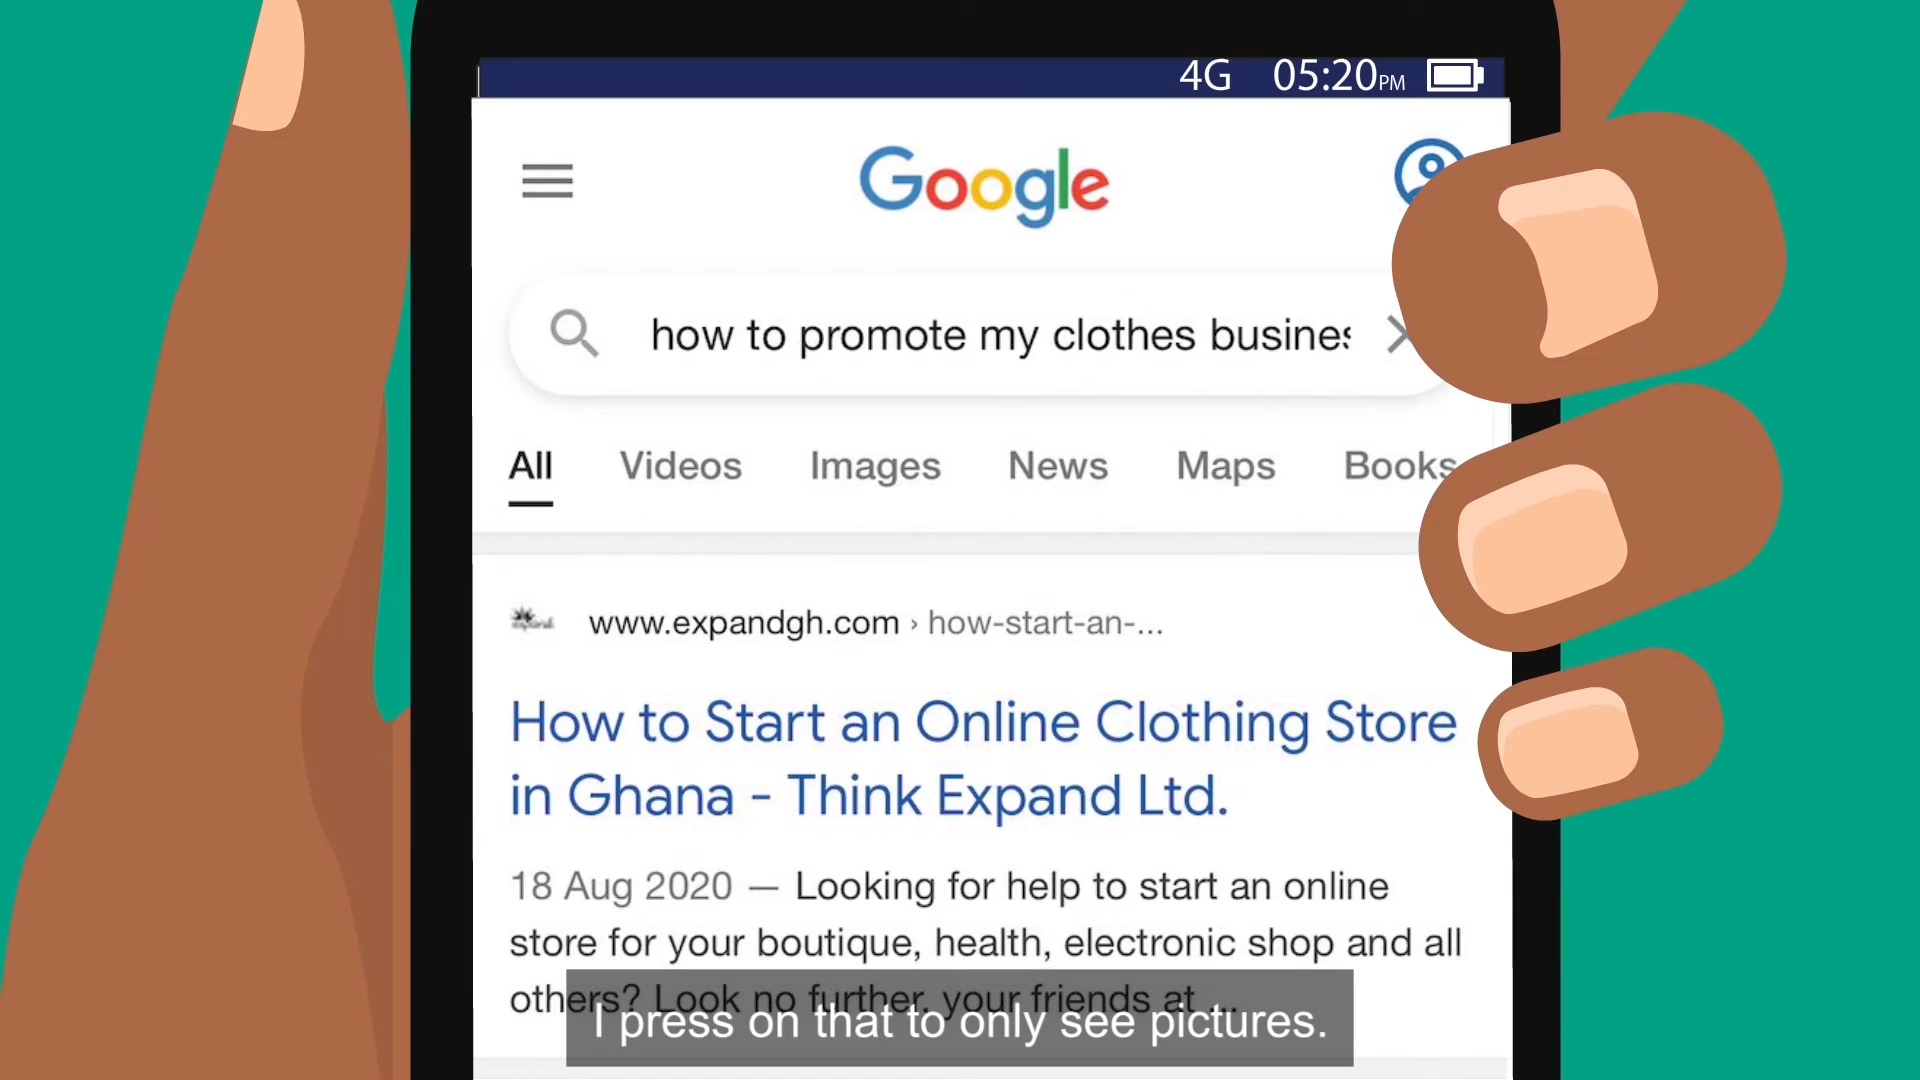 4G 05:20PM
Google
how to promote my clothes busines
All Videos Images News Maps Books
www.expandgh.com › how-start-an-...
How to Start an Online Clothing Store
in Ghana - Think Expand Ltd.
18 Aug 2020 — Looking for help to start an online
store for your boutique, health, electronic shop and all
others? Look no further, your friends at ...
I press on that to only see pictures.